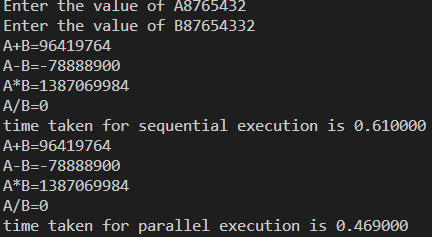 Enter the value of A8765432
Enter the value of B87654332
A+B=96419764
A-B=-78888900
A*B=1387069984
A/B=0
time taken for sequential execution is 0.610000
A+B=96419764
A-B=-78888900
A*B=1387069984
A/B=0
time taken for parallel execution is 0.469000